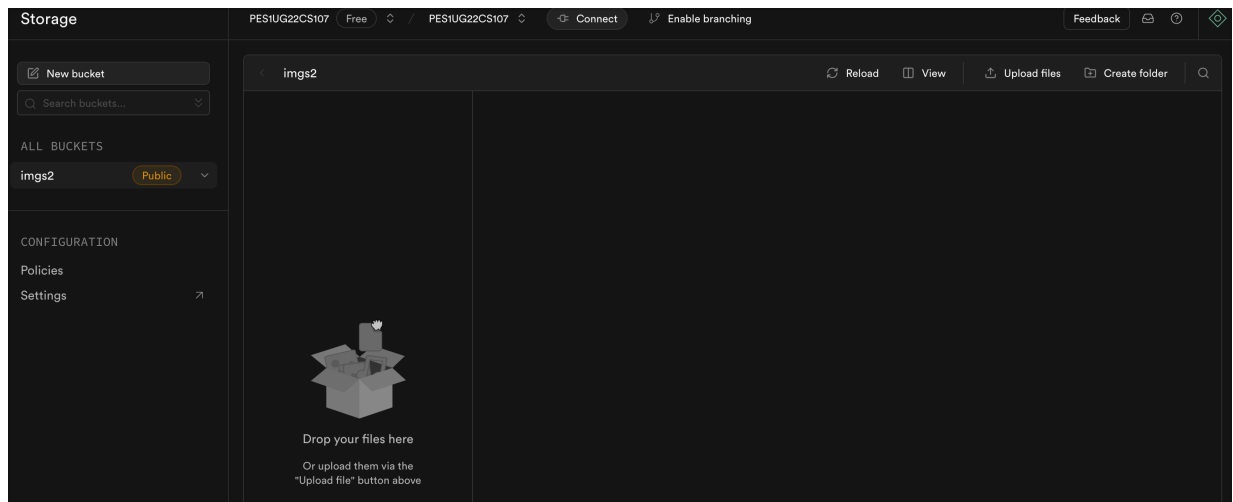 Storage
PES1UG22CS107 Free / PES1UG22CS107 Connect Enable branching Feedback
New bucket
Search buckets...
ALL BUCKETS
imgs2 Public
CONFIGURATION
Policies
Settings
imgs2 Reload View Upload files Create folder
Drop your files here
Or upload them via the
"Upload file" button above